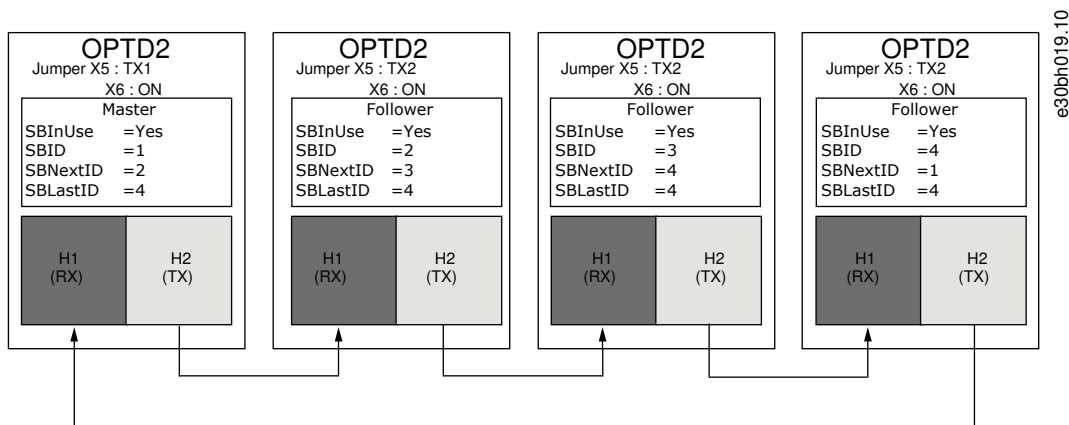 OPTD2
Jumper X5 : TX1
X6 : ON
Master
SBInUse =Yes
SBID =1
SBNextID =2
SBLastID =4
H1
(RX)
H2
(TX)
OPTD2
Jumper X5 : TX2
X6 : ON
Follower
SBInUse =Yes
SBID =2
SBNextID =3
SBLastID =4
H1
(RX)
H2
(TX)
OPTD2
Jumper X5 : TX2
X6 : ON
Follower
SBInUse =Yes
SBID =3
SBNextID =4
SBLastID =4
H1
(RX)
H2
(TX)
OPTD2
Jumper X5 : TX2
X6 : ON
Follower
SBInUse =Yes
SBID =4
SBNextID =1
SBLastID =4
H1
(RX)
H2
(TX)
e30bh019.10